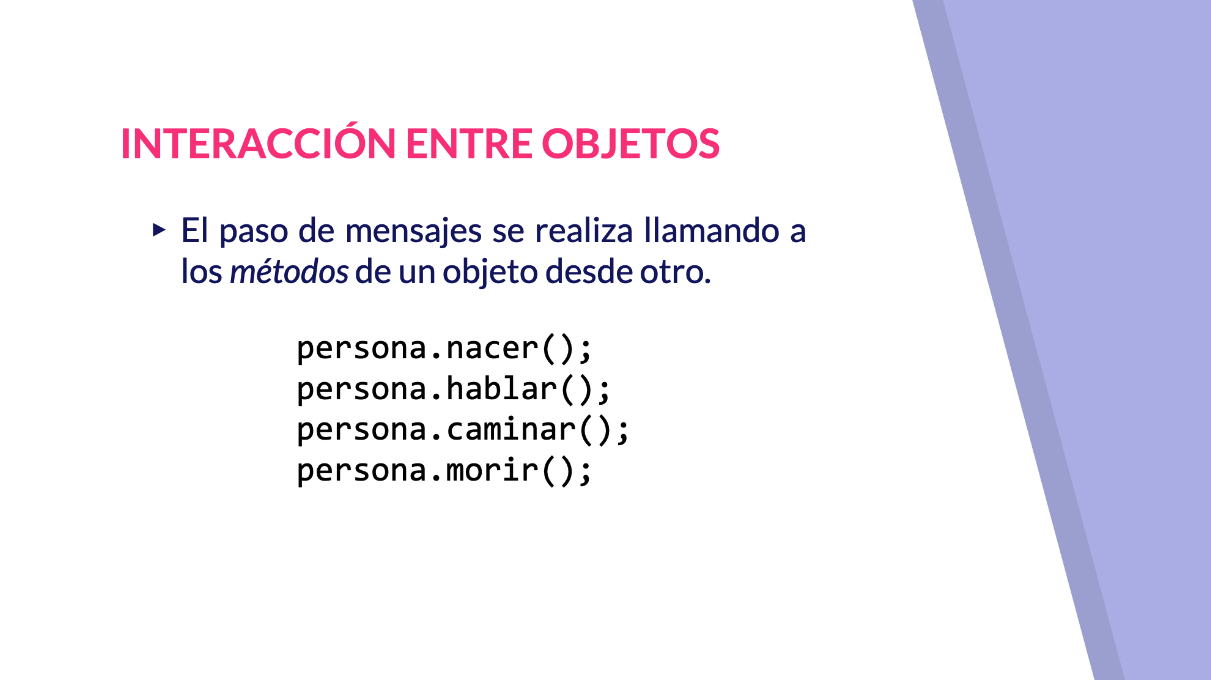 INTERACCIÓN ENTRE OBJETOS
▸ El paso de mensajes se realiza llamando a
los métodos de un objeto desde otro.
persona.nacer();
persona.hablar();
persona.caminar();
persona.morir();